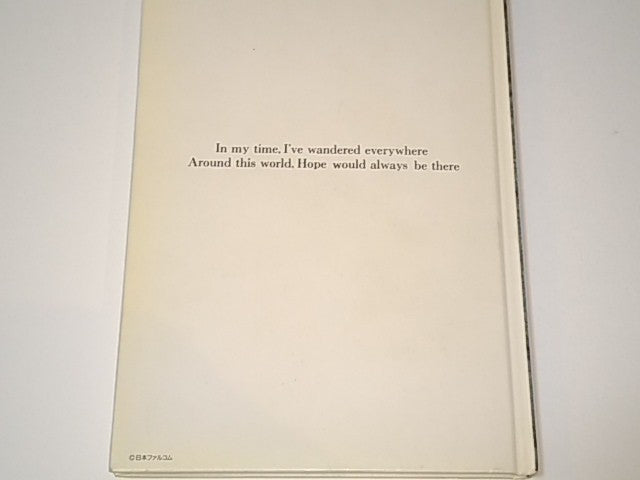 In my time, I've wandered everywhere
Around this world, Hope would always be there
©日本ファルコム